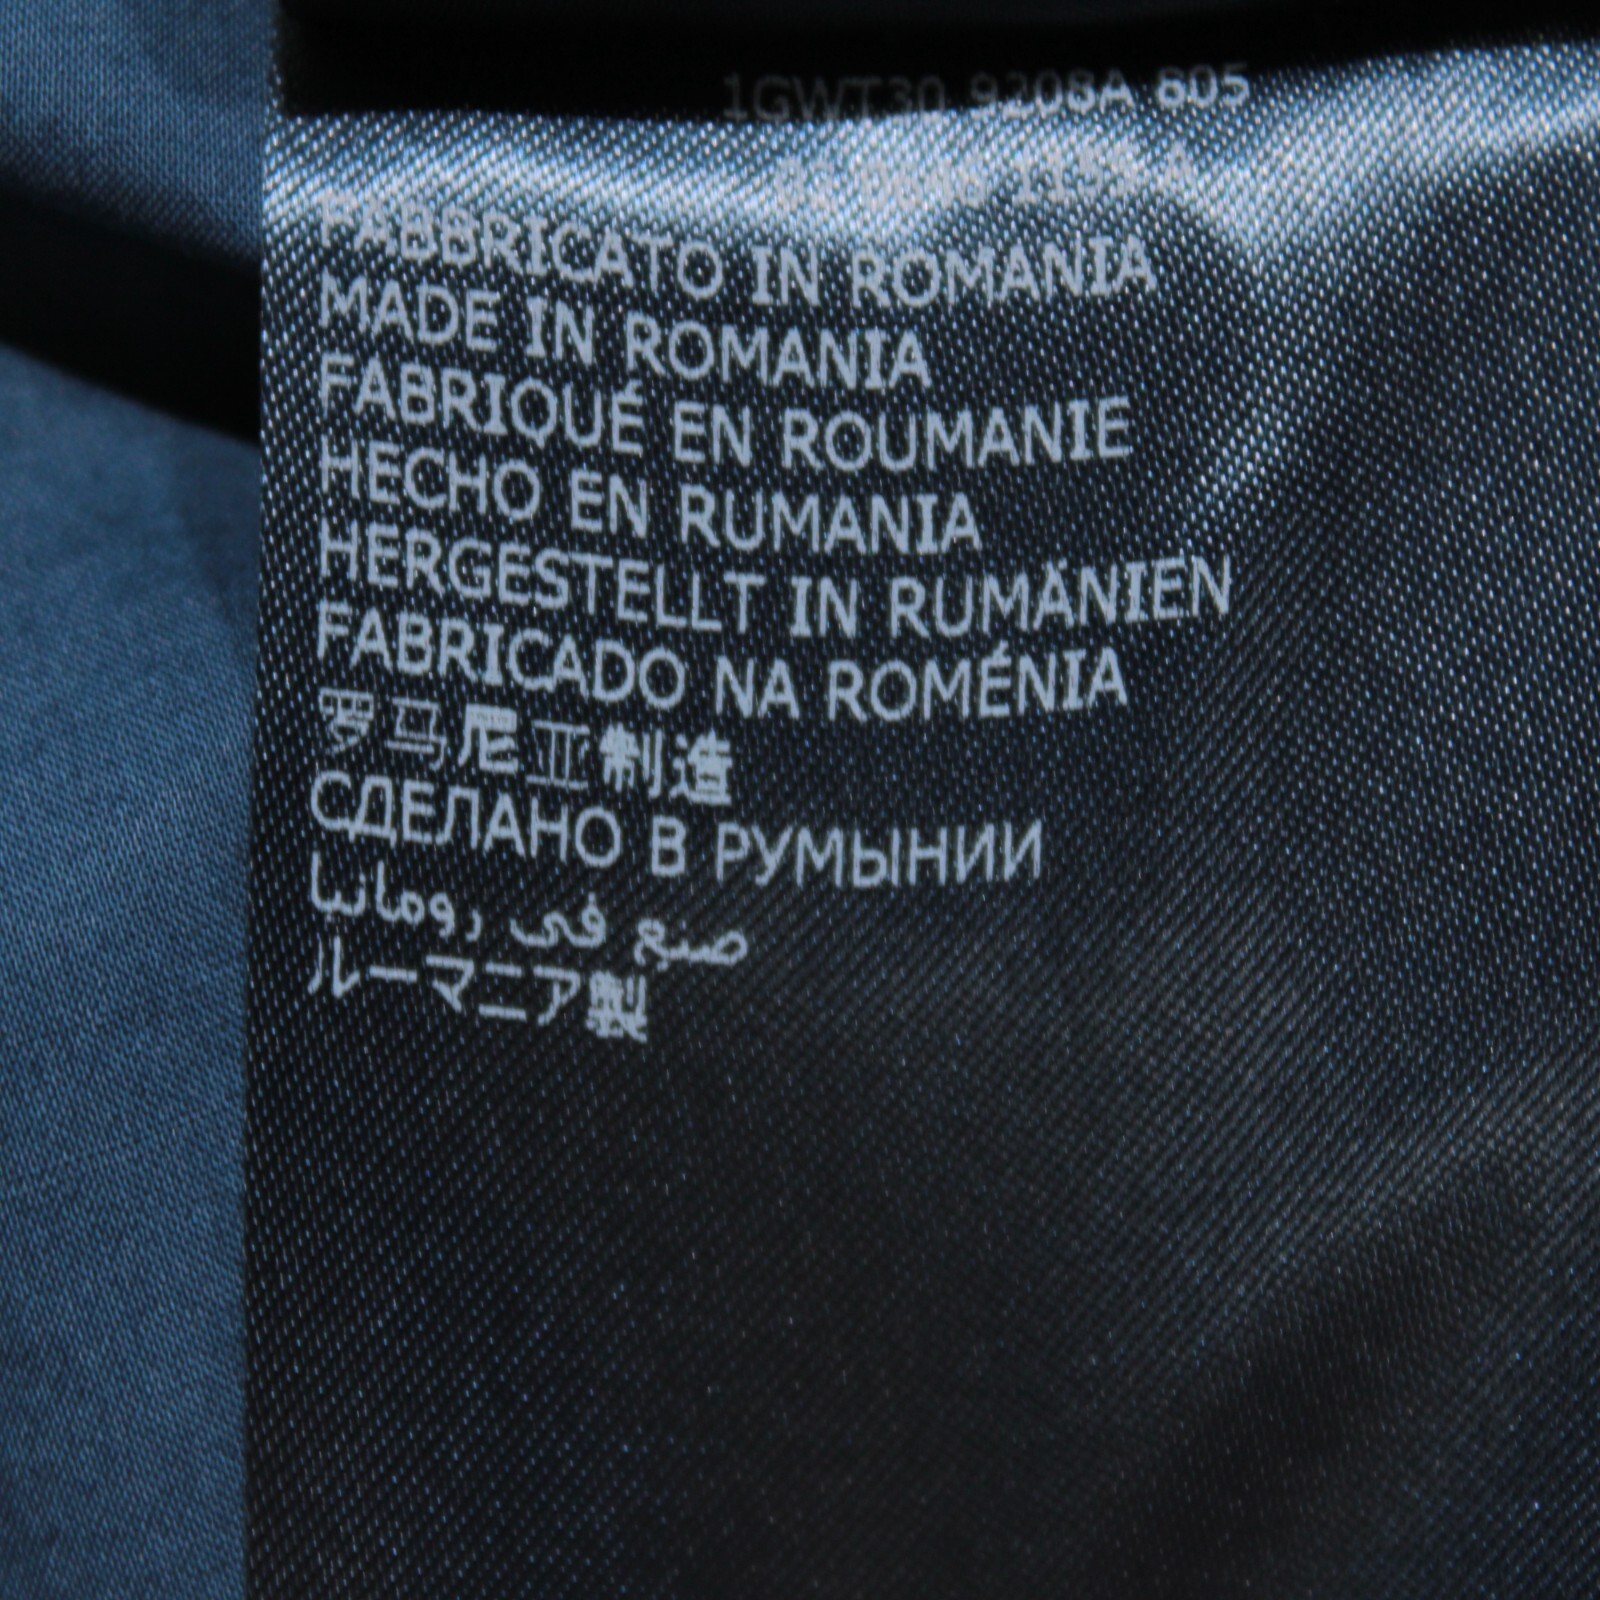 1GWT30 9208A 805
FABBRICATO IN ROMANIA
MADE IN ROMANIA
FABRIQUÉ EN ROUMANIE
HECHO EN RUMANIA
HERGESTELLT IN RUMÄNIEN
FABRICADO NA ROMÉNIA
罗马尼亚制造
СДЕЛАНО В РУМЫНИИ
صنع في رومانيا
ルーマニア製